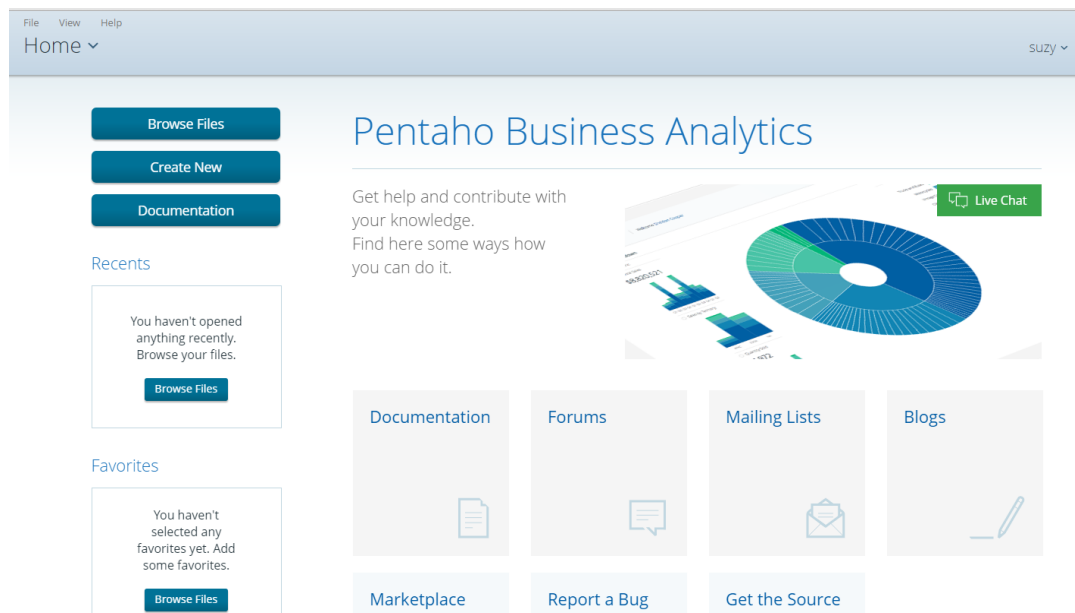 File View Help
Home
suzy
Browse Files
Create New
Documentation
Recents
You haven't opened
anything recently.
Browse your files.
Browse Files
Favorites
You haven't
selected any
favorites yet. Add
some favorites.
Browse Files
Pentaho Business Analytics
Get help and contribute with
your knowledge.
Find here some ways how
you can do it.
Live Chat
Documentation
Forums
Mailing Lists
Blogs
Marketplace
Report a Bug
Get the Source